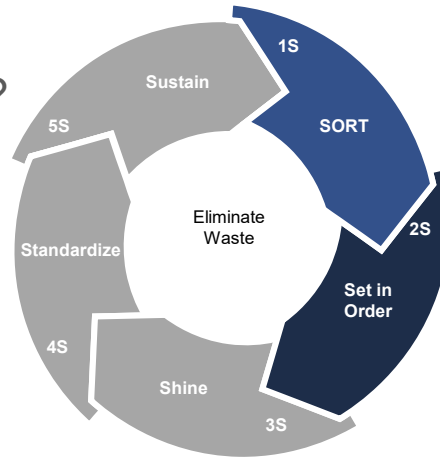 1S
SORT
2S
Set in
Order
3S
Shine
4S
Standardize
5S
Sustain
Eliminate
Waste